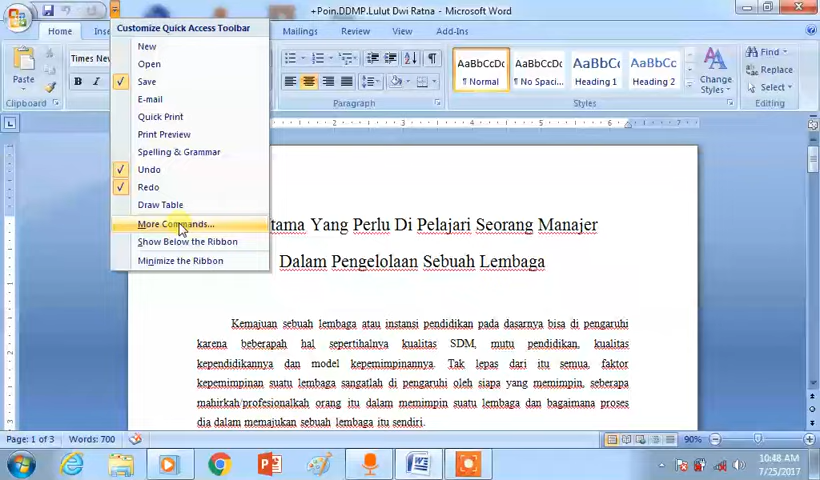 +Poin.DDMP.Lulut Dwi Ratna - Microsoft Word
Home
Ins
Mailings
Review
View
Add-Ins
Customize Quick Access Toolbar
New
Open
Save
E-mail
Quick Print
Print Preview
Spelling & Grammar
Undo
Redo
Draw Table
More Commands...
Show Below the Ribbon
Minimize the Ribbon
Paste
Clipboard
Times New
B I
Paragraph
AaBbCcDc AaBbCcDc AaBbC AaBbCc
¶ Normal ¶ No Spaci... Heading 1 Heading 2
Change
Styles
Styles
Find
Replace
Select
Editing
tama Yang Perlu Di Pelajari Seorang Manajer
Dalam Pengelolaan Sebuah Lembaga
Kemajuan sebuah lembaga atau instansi pendidikan pada dasarnya bisa di pengaruhi
karena beberapah hal sepertihalnya kualitas SDM, mutu pendidikan, kualitas
kependidikannya dan model kepemimpinannya. Tak lepas dari itu semua, faktor
kepemimpinan suatu lembaga sangatlah di pengaruhi oleh siapa yang memimpin, seberapa
mahirkah/profesionalkah orang itu dalam memimpin suatu lembaga dan bagaimana proses
dia dalam memajukan sebuah lembaga itu sendiri.
Page: 1 of 3 Words: 700
90%
10:48 AM
7/25/2017